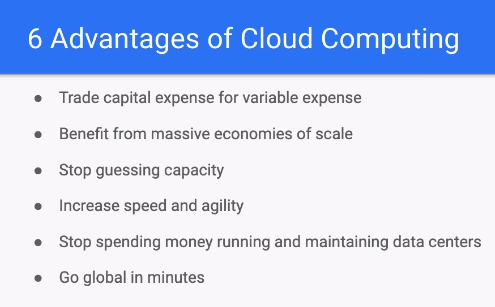 6 Advantages of Cloud Computing
● Trade capital expense for variable expense
● Benefit from massive economies of scale
● Stop guessing capacity
● Increase speed and agility
● Stop spending money running and maintaining data centers
● Go global in minutes